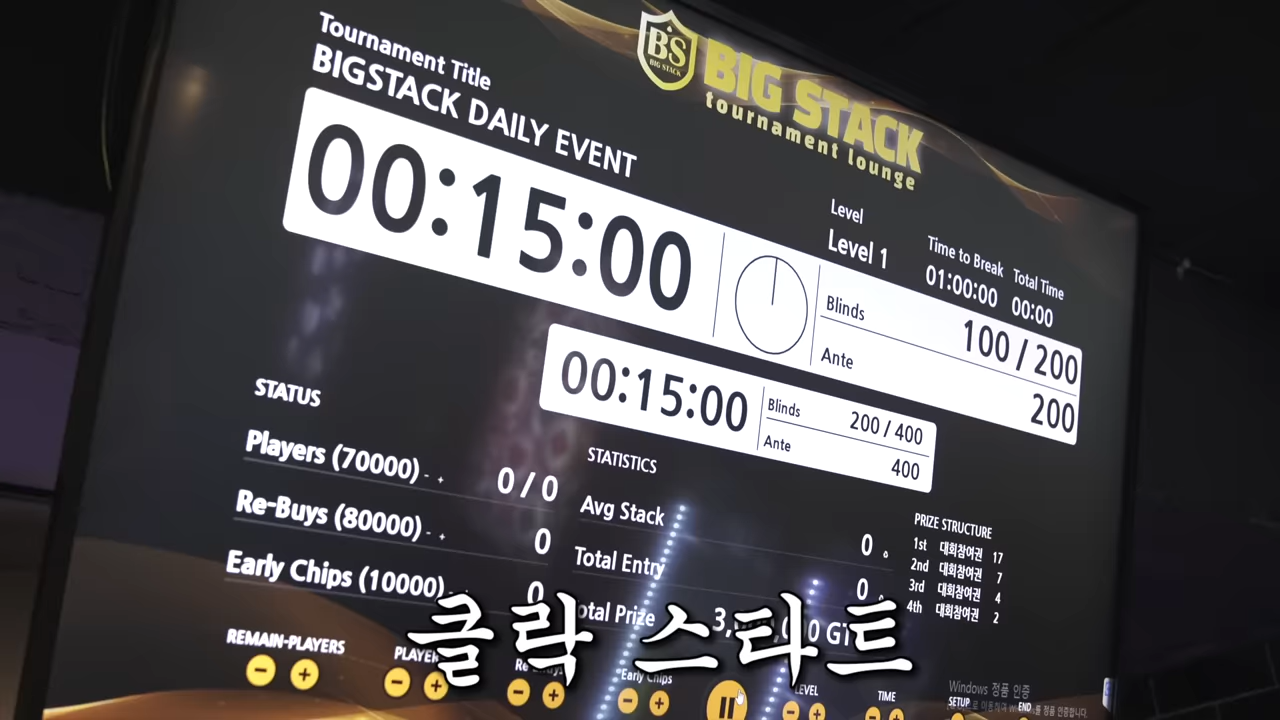 Tournament Title
BIGSTACK DAILY EVENT
BS
BIG STACK
BIG STACK
tournament lounge
00:15:00
Level
Level 1
Time to Break
01:00:00
Total Time
00:00
Blinds
100 / 200
Ante
200
00:15:00
Blinds
200 / 400
Ante
400
STATUS
Players (70000) - +
0 / 0
Re-Buys (80000) - +
0
Early Chips (10000)
0
STATISTICS
Avg Stack
0
Total Entry
0
Total Prize
GT
PRIZE STRUCTURE
1st 대회참여권 17
2nd 대회참여권 7
3rd 대회참여권 4
4th 대회참여권 2
클락 스타트
REMAIN-PLAYERS
- +
- +
- +
Early Chips
- +
LEVEL
- +
TIME
- +
Windows 정품 인증
SETUP
END